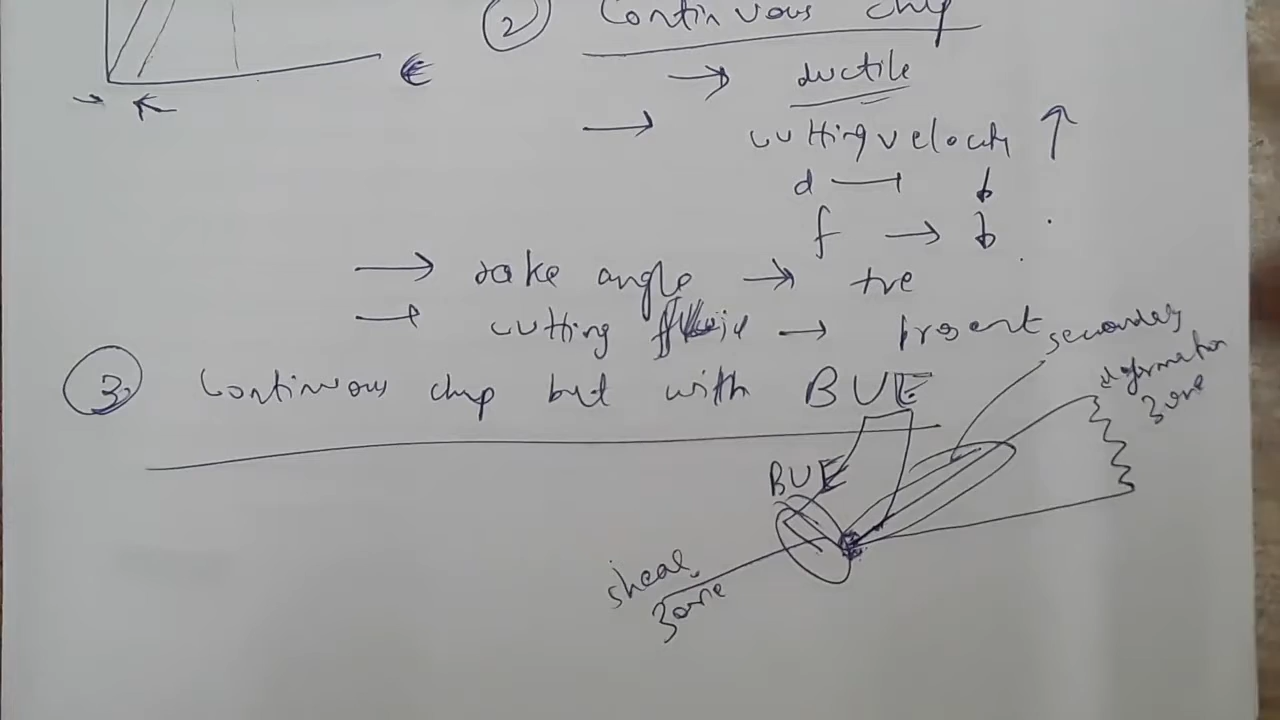 ② Continuous chip
→ ductile
ϵ
→ cutting velocity ↑
d → ↓
f → ↓
→ rake angle → +ve
→ cutting fluid → present
secondary
deformation
zone
③ Continuous chip but with BUE
BUE
shear
zone